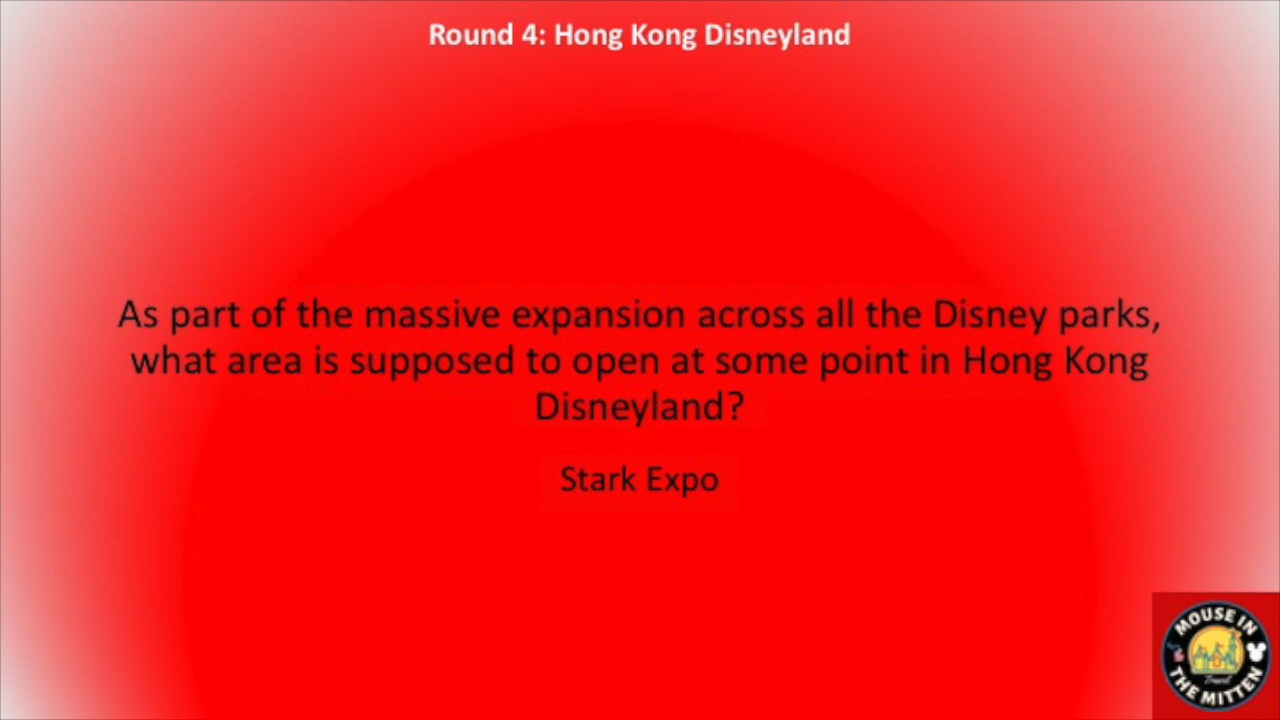 Round 4: Hong Kong Disneyland
As part of the massive expansion across all the Disney parks,
what area is supposed to open at some point in Hong Kong
Disneyland?
Stark Expo
MOUSE IN
Travel
THE MITTEN